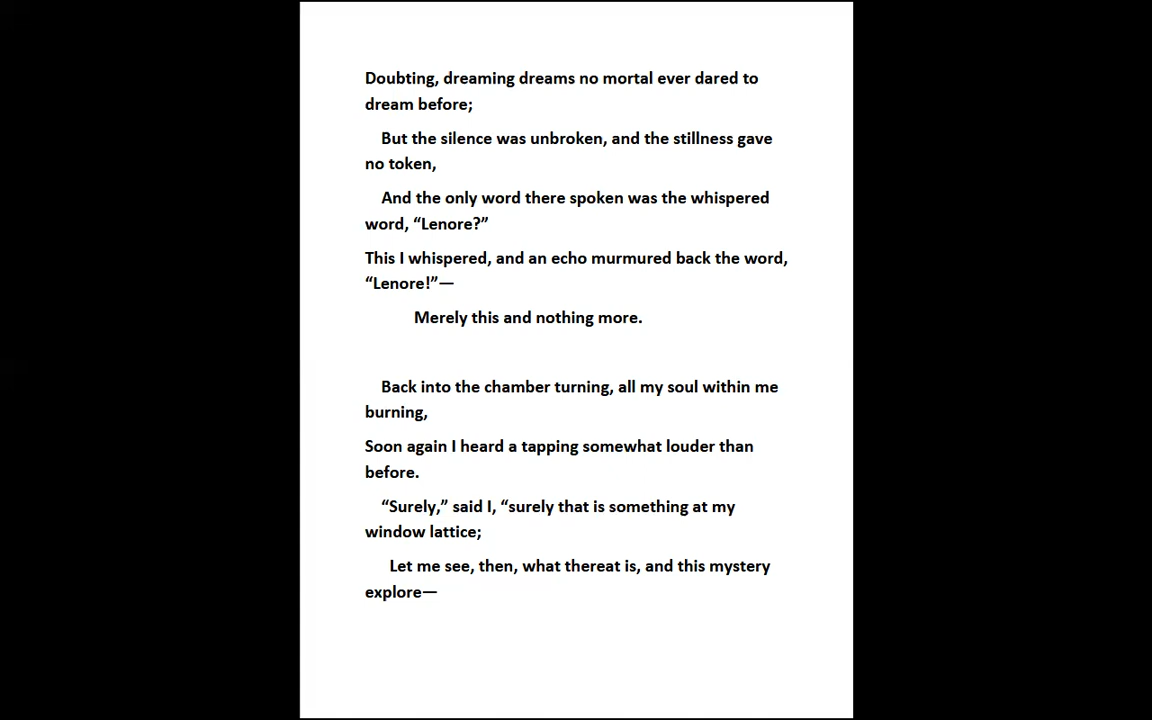 Doubting, dreaming dreams no mortal ever dared to
dream before;
But the silence was unbroken, and the stillness gave
no token,
And the only word there spoken was the whispered
word, “Lenore?”
This I whispered, and an echo murmured back the word,
“Lenore!”—
Merely this and nothing more.
Back into the chamber turning, all my soul within me
burning,
Soon again I heard a tapping somewhat louder than
before.
“Surely,” said I, “surely that is something at my
window lattice;
Let me see, then, what thereat is, and this mystery
explore—